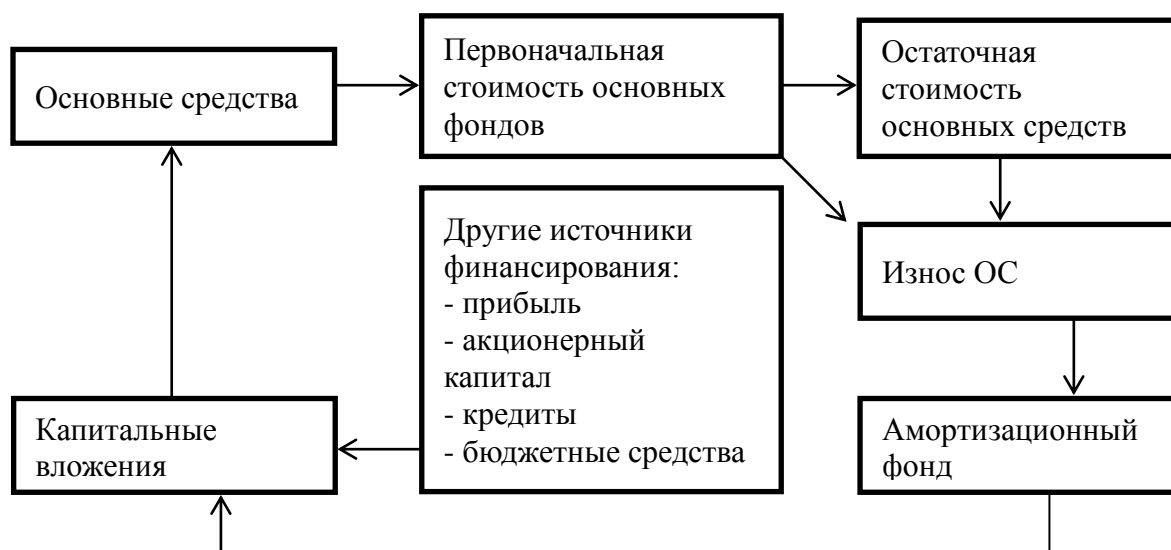 Основные средства
Первоначальная
стоимость основных
фондов
Остаточная
стоимость
основных средств
Другие источники
финансирования:
- прибыль
- акционерный
капитал
- кредиты
- бюджетные средства
Износ ОС
Капитальные
вложения
Амортизационный
фонд